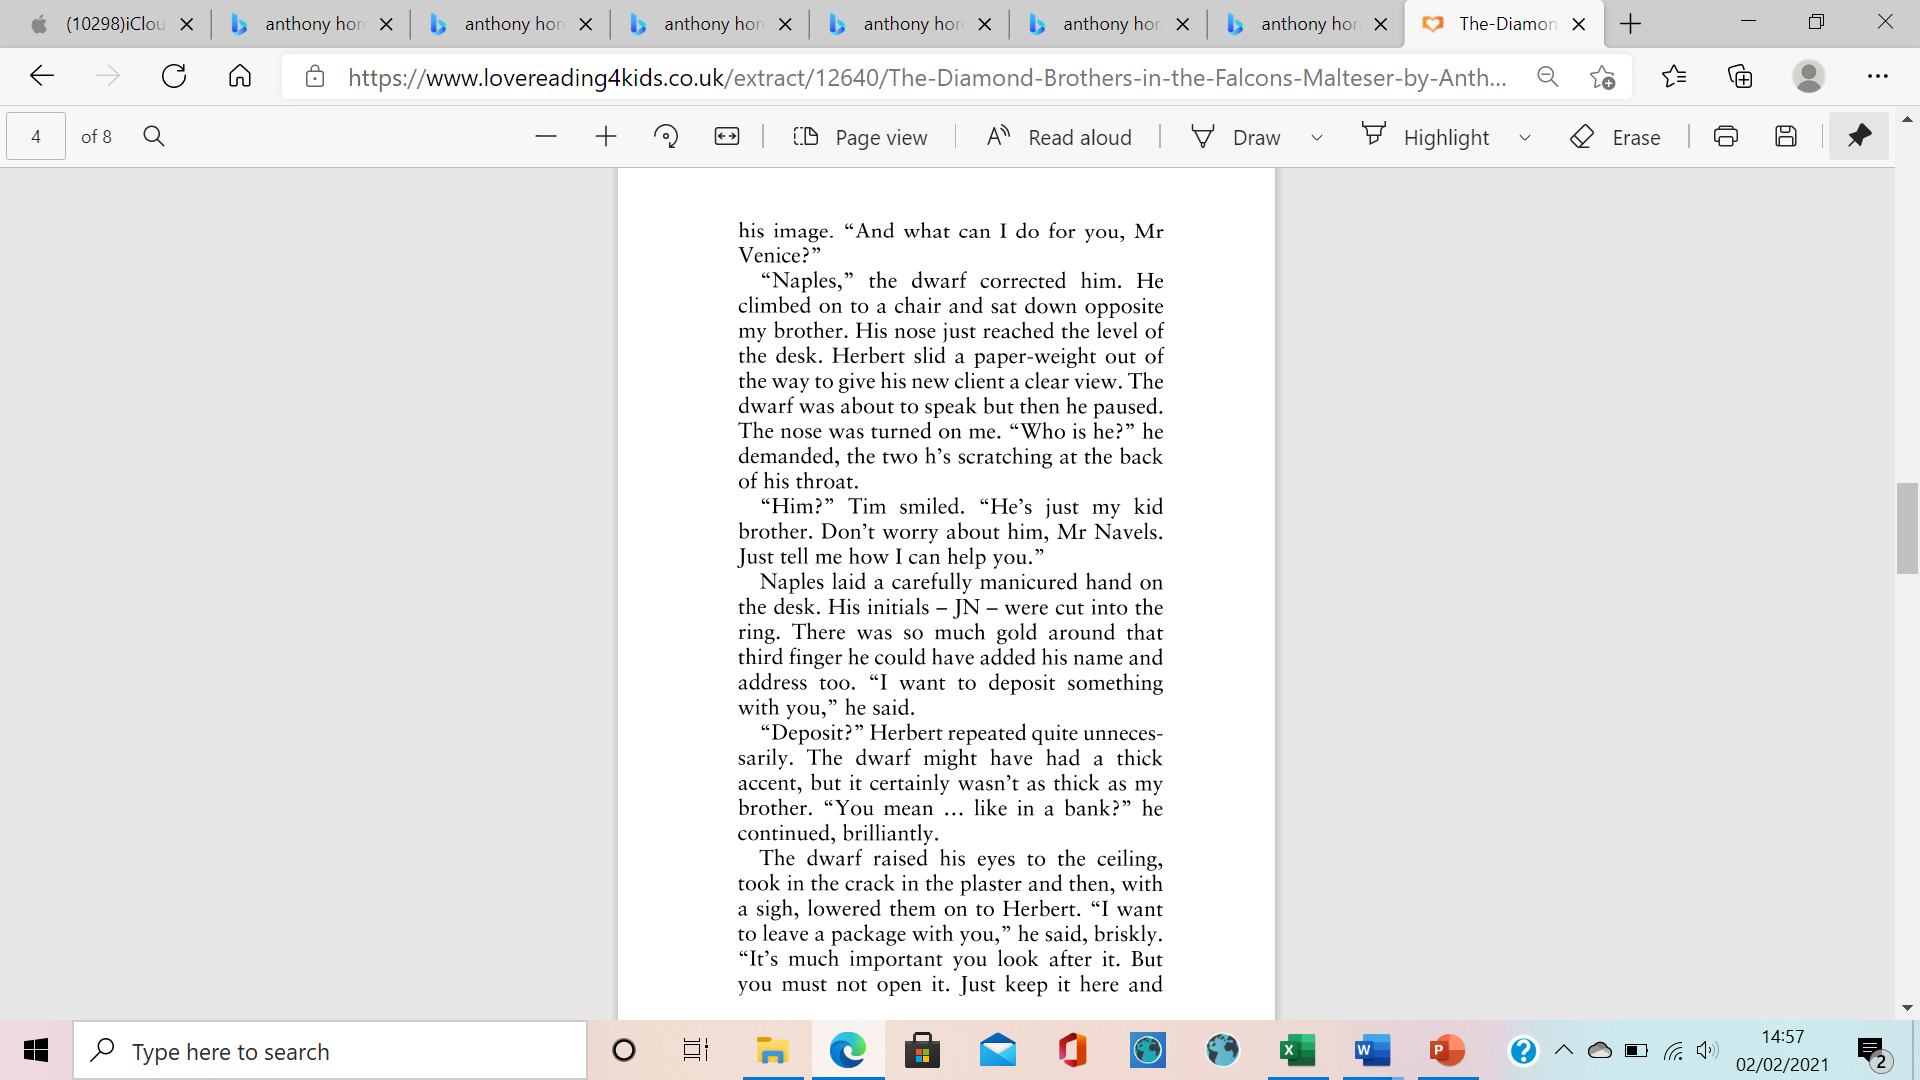 (10298)iClou
anthony hor
anthony hor
anthony hor
anthony hor
anthony hor
anthony hor
The-Diamon
https://www.lovereading4kids.co.uk/extract/12640/The-Diamond-Brothers-in-the-Falcons-Malteser-by-Anth...
4 of 8
Page view
Read aloud
Draw
Highlight
Erase
his image. “And what can I do for you, Mr
Venice?”
“Naples,” the dwarf corrected him. He
climbed on to a chair and sat down opposite
my brother. His nose just reached the level of
the desk. Herbert slid a paper-weight out of
the way to give his new client a clear view. The
dwarf was about to speak but then he paused.
The nose was turned on me. “Who is he?” he
demanded, the two h’s scratching at the back
of his throat.
“Him?” Tim smiled. “He’s just my kid
brother. Don’t worry about him, Mr Navels.
Just tell me how I can help you.”
Naples laid a carefully manicured hand on
the desk. His initials – JN – were cut into the
ring. There was so much gold around that
third finger he could have added his name and
address too. “I want to deposit something
with you,” he said.
“Deposit?” Herbert repeated quite unneces-
sarily. The dwarf might have had a thick
accent, but it certainly wasn’t as thick as my
brother. “You mean ... like in a bank?” he
continued, brilliantly.
The dwarf raised his eyes to the ceiling,
took in the crack in the plaster and then, with
a sigh, lowered them on to Herbert. “I want
to leave a package with you,” he said, briskly.
“It’s much important you look after it. But
you must not open it. Just keep it here and
Type here to search
14:57
02/02/2021
2